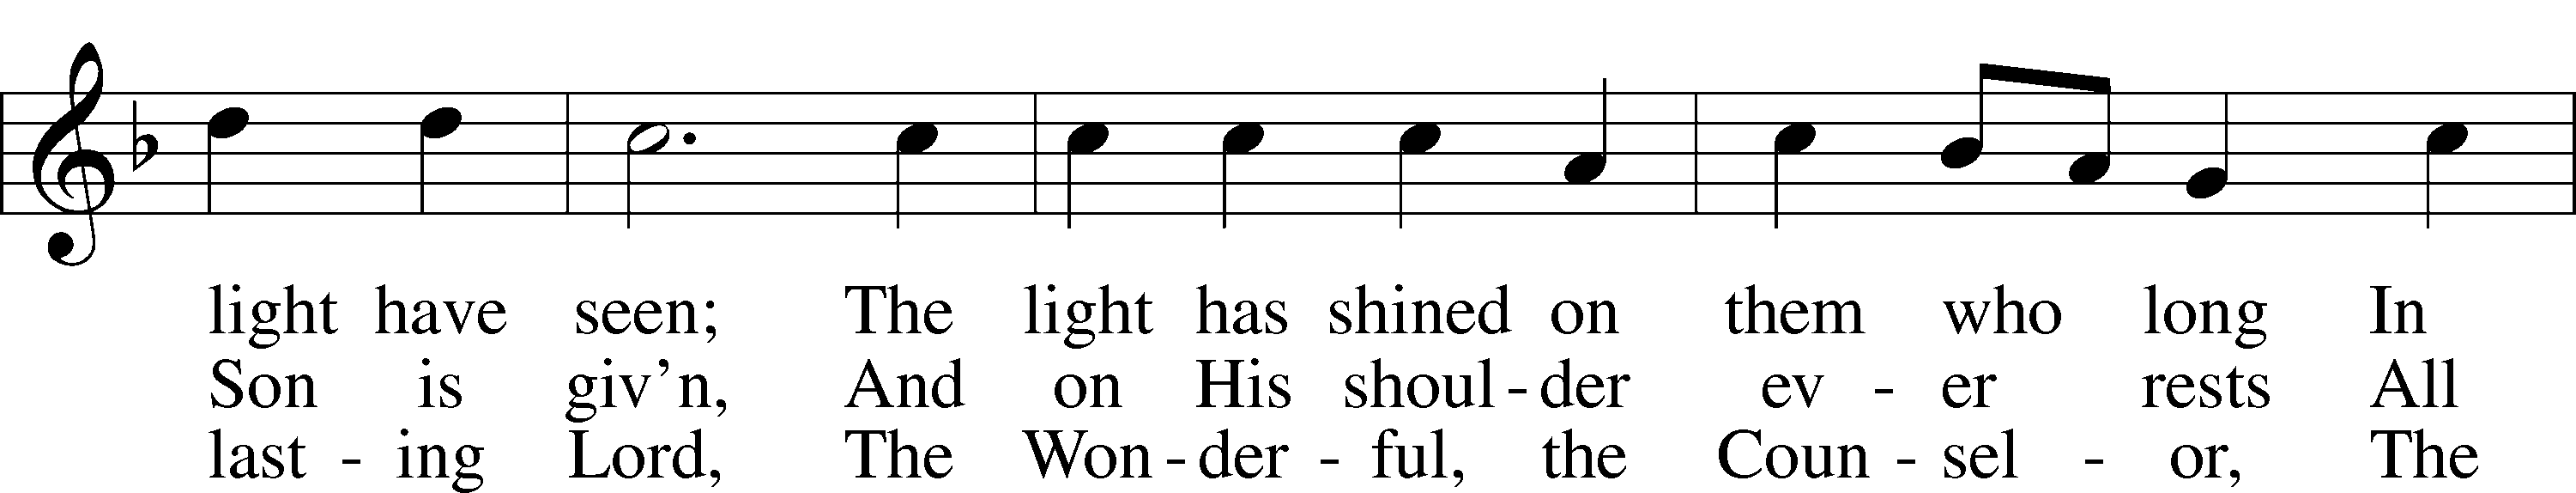 light have seen; The light has shined on them who long In
Son is giv’n, And on His shoul - der ev - er rests All
last - ing Lord, The Won - der - ful, the Coun - sel - or, The